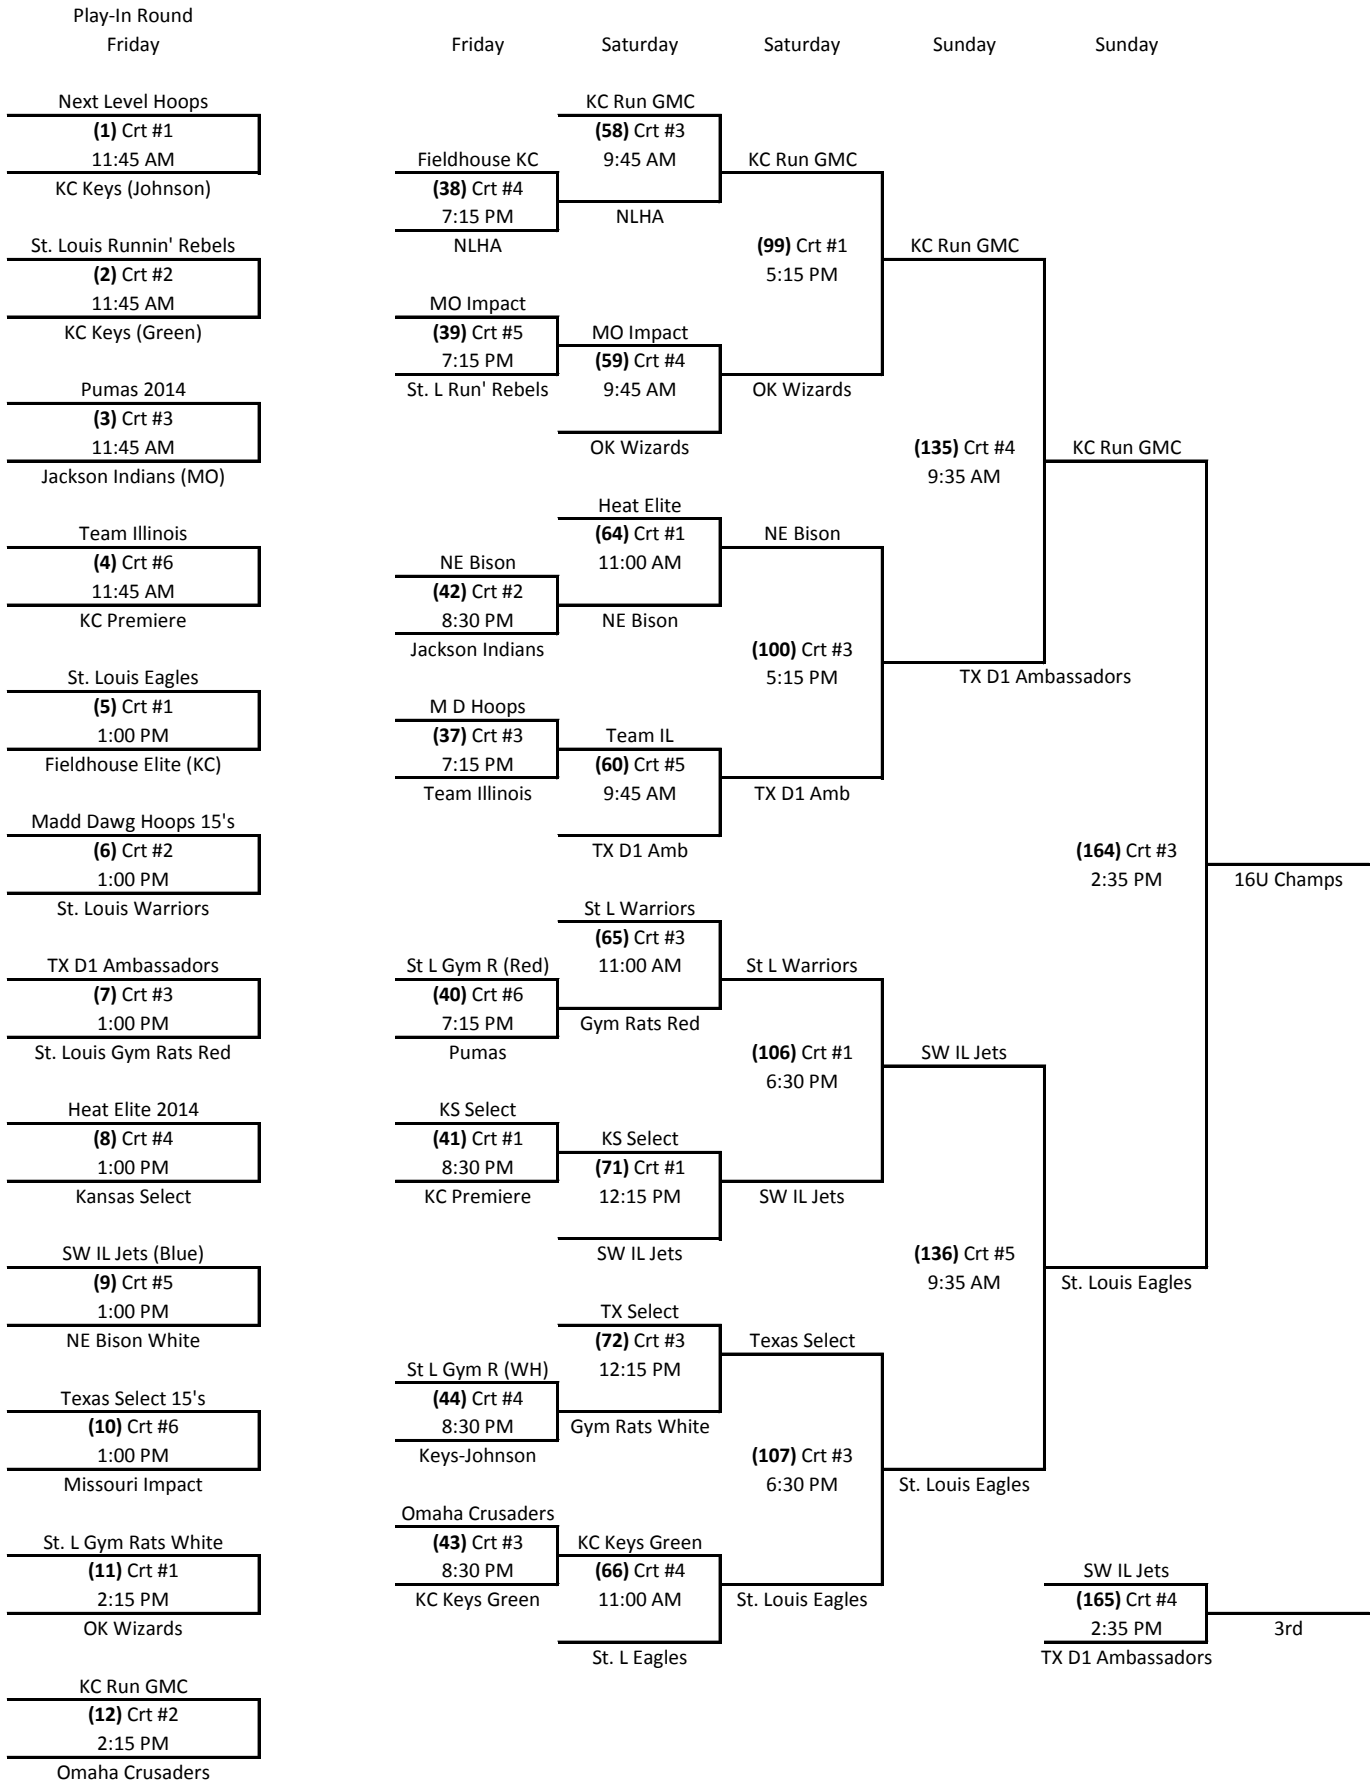 Play-In Round
Friday
Friday
Saturday
Saturday
Sunday
Sunday
Next Level Hoops
(1) Crt #1
11:45 AM
KC Keys (Johnson)
St. Louis Runnin' Rebels
(2) Crt #2
11:45 AM
KC Keys (Green)
Pumas 2014
(3) Crt #3
11:45 AM
Jackson Indians (MO)
Team Illinois
(4) Crt #6
11:45 AM
KC Premiere
St. Louis Eagles
(5) Crt #1
1:00 PM
Fieldhouse Elite (KC)
Madd Dawg Hoops 15's
(6) Crt #2
1:00 PM
St. Louis Warriors
TX D1 Ambassadors
(7) Crt #3
1:00 PM
St. Louis Gym Rats Red
Heat Elite 2014
(8) Crt #4
1:00 PM
Kansas Select
SW IL Jets (Blue)
(9) Crt #5
1:00 PM
NE Bison White
Texas Select 15's
(10) Crt #6
1:00 PM
Missouri Impact
St. L Gym Rats White
(11) Crt #1
2:15 PM
OK Wizards
KC Run GMC
(12) Crt #2
2:15 PM
Omaha Crusaders
Fieldhouse KC
(38) Crt #4
7:15 PM
NLHA
MO Impact
(39) Crt #5
7:15 PM
St. L Run' Rebels
NE Bison
(42) Crt #2
8:30 PM
Jackson Indians
M D Hoops
(37) Crt #3
7:15 PM
Team Illinois
St L Gym R (Red)
(40) Crt #6
7:15 PM
Pumas
KS Select
(41) Crt #1
8:30 PM
KC Premiere
St L Gym R (WH)
(44) Crt #4
8:30 PM
Keys-Johnson
Omaha Crusaders
(43) Crt #3
8:30 PM
KC Keys Green
KC Run GMC
(58) Crt #3
9:45 AM
NLHA
MO Impact
(59) Crt #4
9:45 AM
OK Wizards
Heat Elite
(64) Crt #1
11:00 AM
NE Bison
Team IL
(60) Crt #5
9:45 AM
TX D1 Amb
St L Warriors
(65) Crt #3
11:00 AM
Gym Rats Red
KS Select
(71) Crt #1
12:15 PM
SW IL Jets
TX Select
(72) Crt #3
12:15 PM
Gym Rats White
KC Keys Green
(66) Crt #4
11:00 AM
St. L Eagles
KC Run GMC
(99) Crt #1
5:15 PM
OK Wizards
NE Bison
(100) Crt #3
5:15 PM
TX D1 Amb
St L Warriors
(106) Crt #1
6:30 PM
SW IL Jets
Texas Select
(107) Crt #3
6:30 PM
St. Louis Eagles
KC Run GMC
(135) Crt #4
9:35 AM
TX D1 Ambassadors
SW IL Jets
(136) Crt #5
9:35 AM
St. Louis Eagles
KC Run GMC
(164) Crt #3
2:35 PM
St. Louis Eagles
16U Champs
SW IL Jets
(165) Crt #4
2:35 PM
TX D1 Ambassadors
3rd